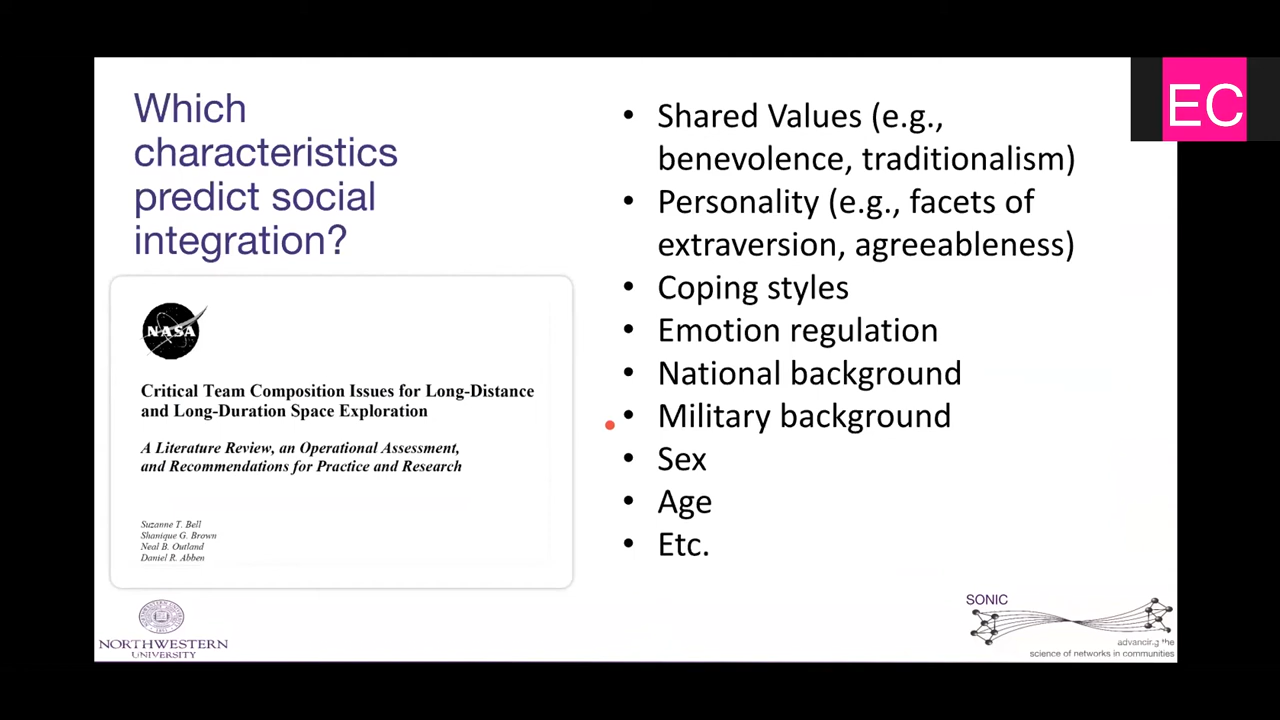 Which
characteristics
predict social
integration?
NASA
Critical Team Composition Issues for Long-Distance
and Long-Duration Space Exploration
A Literature Review, an Operational Assessment,
and Recommendations for Practice and Research
Suzanne T. Bell
Shanique G. Brown
Neal B. Outland
Daniel R. Abben
• Shared Values (e.g.,
benevolence, traditionalism)
• Personality (e.g., facets of
extraversion, agreeableness)
• Coping styles
• Emotion regulation
• National background
• Military background
• Sex
• Age
• Etc.
EC
NORTHWESTERN
UNIVERSITY
SONIC
advancing the
science of networks in communities